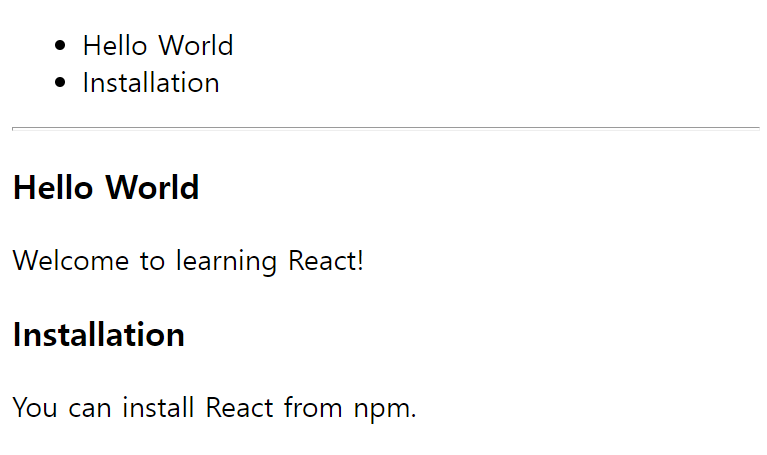 Hello World
Installation
Hello World
Welcome to learning React!
Installation
You can install React from npm.